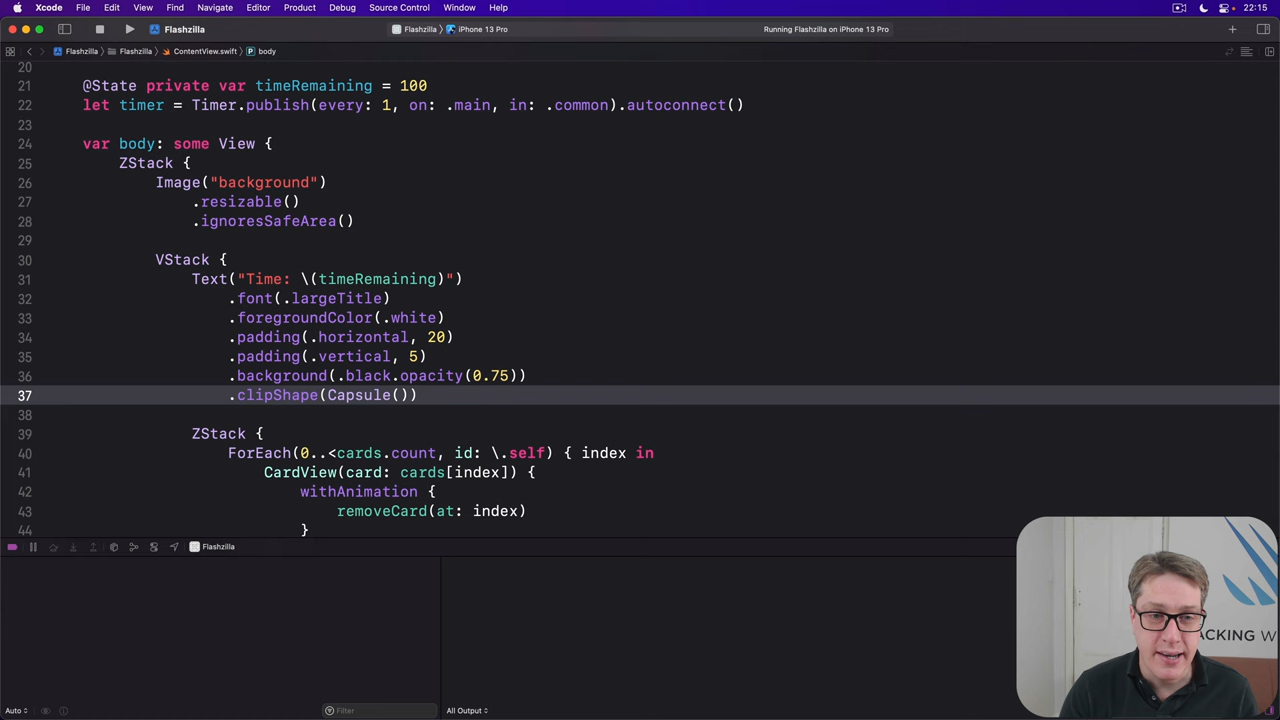 Xcode File Edit View Find Navigate Editor Product Debug Source Control Window Help 22:15
Flashzilla Flashzilla iPhone 13 Pro Running Flashzilla on iPhone 13 Pro
Flashzilla Flashzilla ContentView.swift body
20
21 @State private var timeRemaining = 100
22 let timer = Timer.publish(every: 1, on: .main, in: .common).autoconnect()
23
24 var body: some View {
25 ZStack {
26 Image("background")
27 .resizable()
28 .ignoresSafeArea()
29
30 VStack {
31 Text("Time: \(timeRemaining)")
32 .font(.largeTitle)
33 .foregroundColor(.white)
34 .padding(.horizontal, 20)
35 .padding(.vertical, 5)
36 .background(.black.opacity(0.75))
37 .clipShape(Capsule())
38
39 ZStack {
40 ForEach(0..<cards.count, id: \.self) { index in
41 CardView(card: cards[index]) {
42 withAnimation {
43 removeCard(at: index)
44 }
Flashzilla
ACKING W
Auto Filter All Output